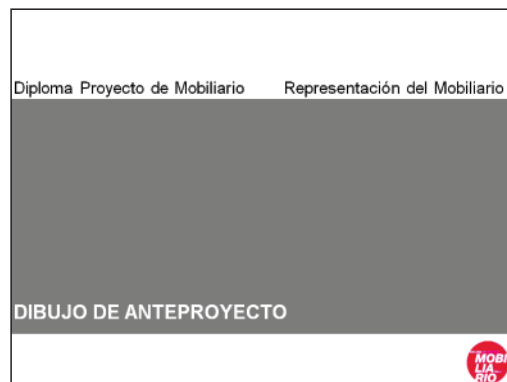 Diploma Proyecto de Mobiliario Representación del Mobiliario
DIBUJO DE ANTEPROYECTO
MOBI
LIA
RIO